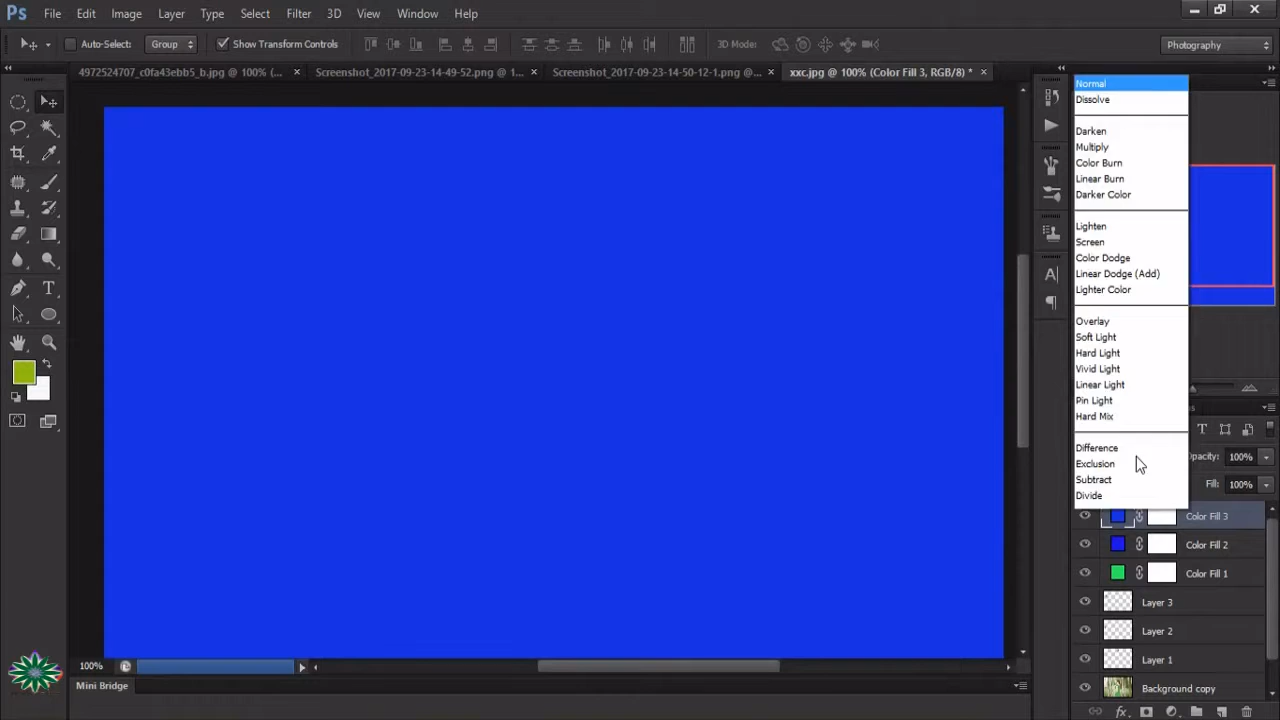 Ps File Edit Image Layer Type Select Filter 3D View Window Help
Auto-Select: Group Show Transform Controls 3D Mode: Photography
4972524707_c0fa43ebb5_b.jpg @ 100% (... × Screenshot_2017-09-23-14-49-52.png @ 1... × Screenshot_2017-09-23-14-50-12-1.png @... × xxc.jpg @ 100% (Color Fill 3, RGB/8) * ×
Normal
Dissolve
Darken
Multiply
Color Burn
Linear Burn
Darker Color
Lighten
Screen
Color Dodge
Linear Dodge (Add)
Lighter Color
Overlay
Soft Light
Hard Light
Vivid Light
Linear Light
Pin Light
Hard Mix
Difference
Exclusion
Subtract
Divide
Opacity: 100%
Fill: 100%
Color Fill 3
Color Fill 2
Color Fill 1
Layer 3
Layer 2
Layer 1
Background copy
100%
Mini Bridge